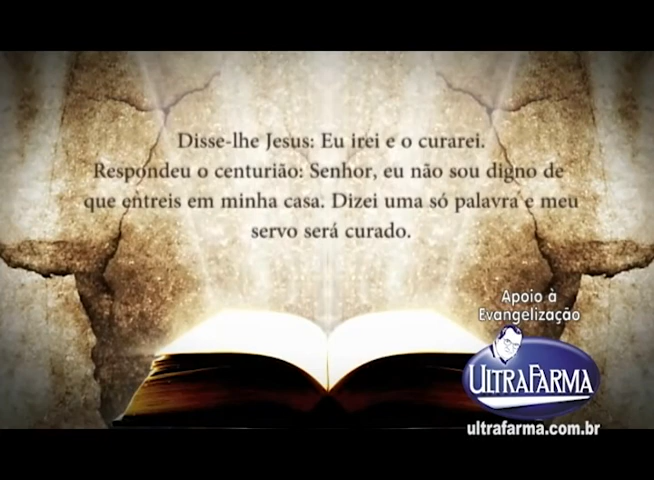 Disse-lhe Jesus: Eu irei e o curarei.
Respondeu o centurião: Senhor, eu não sou digno de
que entreis em minha casa. Dizei uma só palavra e meu
servo será curado.
Apoio à
Evangelização
ULTRAFARMA
ultrafarma.com.br